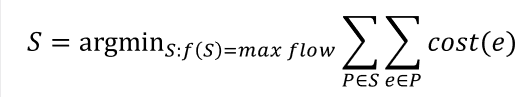 S = argmin_{S:f(S)=max flow} ∑_{P∈S} ∑_{e∈P} cost(e)